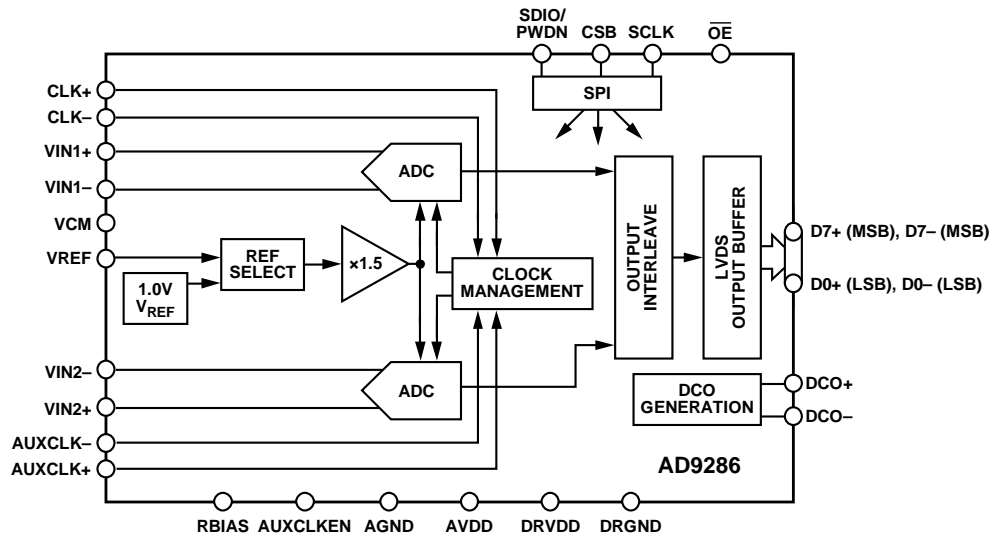 SDIO/
PWDN
CSB
SCLK
OE
CLK+
CLK–
VIN1+
VIN1–
VCM
VREF
SPI
ADC
REF
SELECT
×1.5
1.0V
VREF
CLOCK
MANAGEMENT
OUTPUT
INTERLEAVE
LVDS
OUTPUT BUFFER
D7+ (MSB), D7– (MSB)
D0+ (LSB), D0– (LSB)
VIN2–
VIN2+
AUXCLK–
AUXCLK+
ADC
DCO
GENERATION
DCO+
DCO–
AD9286
RBIAS
AUXCLKEN
AGND
AVDD
DRVDD
DRGND